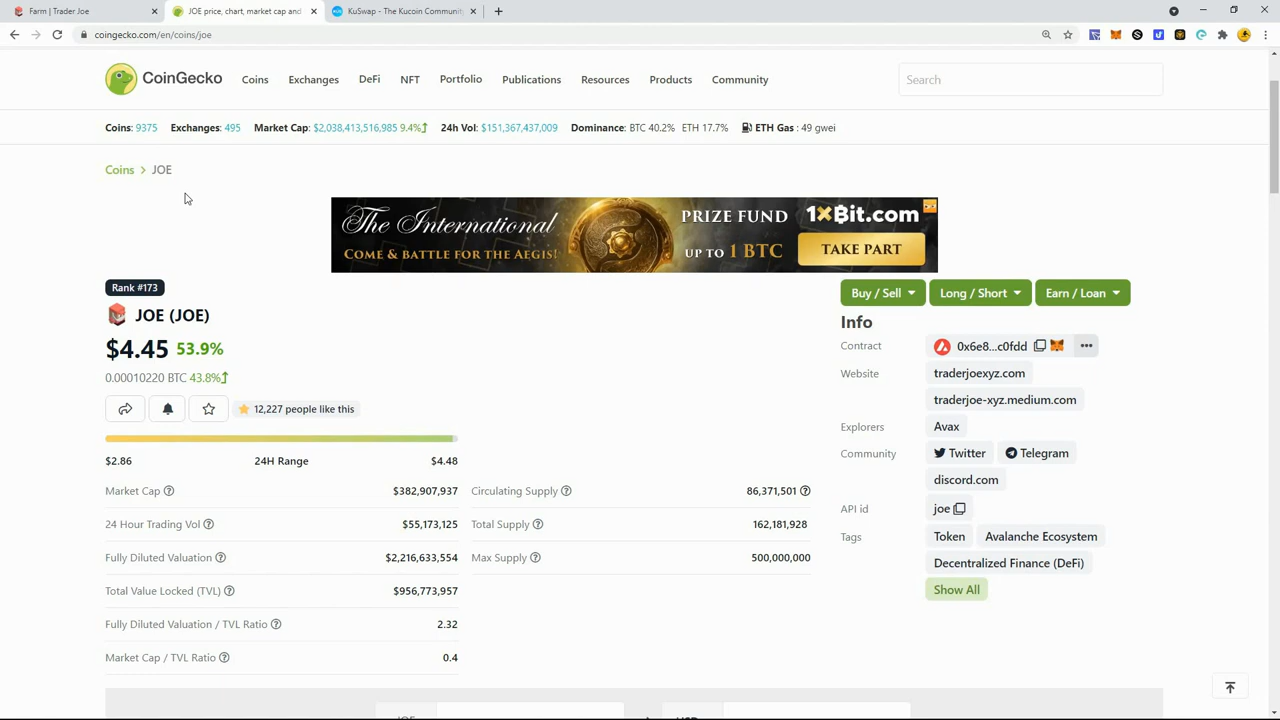 Farm | Trader Joe
JOE price, chart, market cap and
KuSwap - The Kucoin Community
coingecko.com/en/coins/joe
CoinGecko
Coins
Exchanges
DeFi
NFT
Portfolio
Publications
Resources
Products
Community
Search
Coins: 9375
Exchanges: 495
Market Cap: $2,038,413,516,985 9.4%
24h Vol: $151,367,437,009
Dominance: BTC 40.2% ETH 17.7%
ETH Gas : 49 gwei
Coins > JOE
The International
COME & BATTLE FOR THE AEGIS!
PRIZE FUND
UP TO 1 BTC
1XBit.com
TAKE PART
Rank #173
JOE (JOE)
$4.45 53.9%
0.00010220 BTC 43.8%
12,227 people like this
$2.86
24H Range
$4.48
Market Cap
$382,907,937
24 Hour Trading Vol
$55,173,125
Fully Diluted Valuation
$2,216,633,554
Total Value Locked (TVL)
$956,773,957
Fully Diluted Valuation / TVL Ratio
2.32
Market Cap / TVL Ratio
0.4
Circulating Supply
86,371,501
Total Supply
162,181,928
Max Supply
500,000,000
Buy / Sell
Long / Short
Earn / Loan
Info
Contract
0x6e8...c0fdd
Website
traderjoexyz.com
traderjoe-xyz.medium.com
Explorers
Avax
Community
Twitter
Telegram
discord.com
API id
joe
Tags
Token
Avalanche Ecosystem
Decentralized Finance (DeFi)
Show All